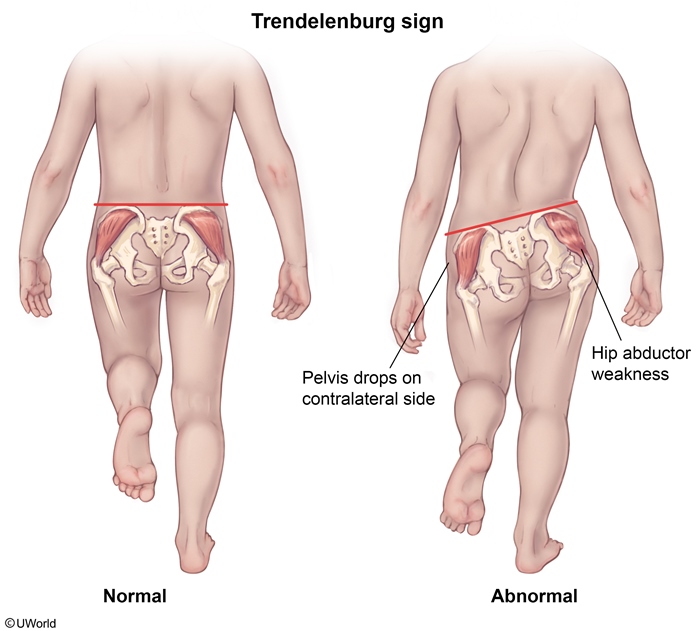 Trendelenburg sign
Pelvis drops on
contralateral side
Hip abductor
weakness
Normal
Abnormal
©UWorld